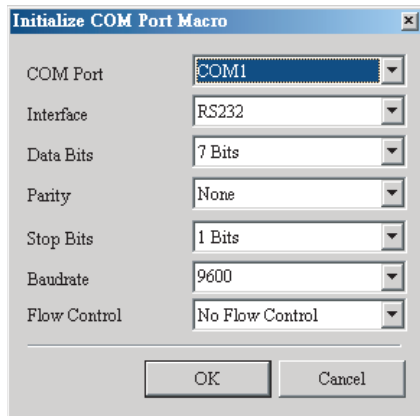 Initialize COM Port Macro
COM Port COM1
Interface RS232
Data Bits 7 Bits
Parity None
Stop Bits 1 Bits
Baudrate 9600
Flow Control No Flow Control
OK Cancel